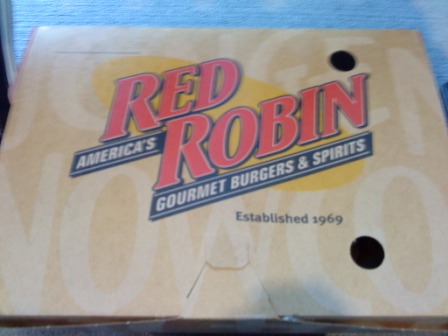 RED
ROBIN
AMERICA'S
GOURMET BURGERS & SPIRITS
Established 1969